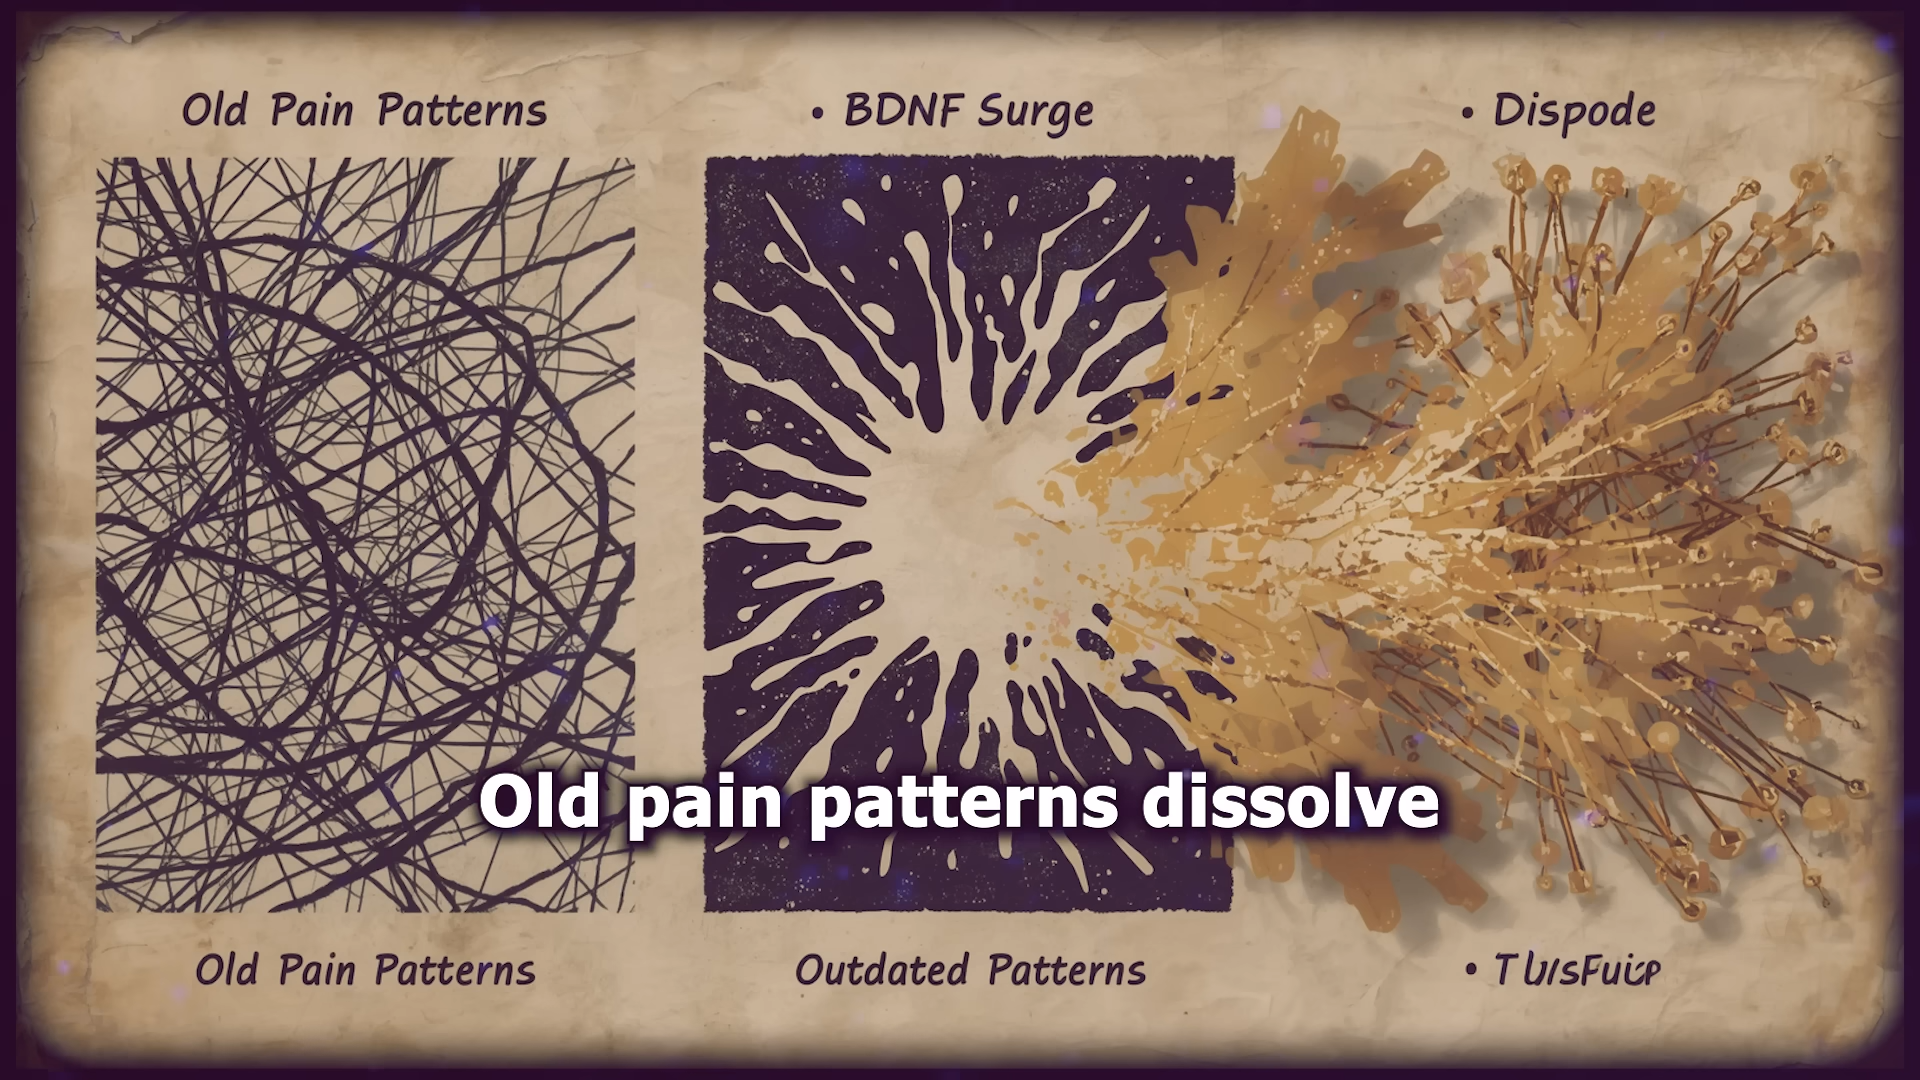 Old Pain Patterns
• BDNF Surge
• Dispode
Old pain patterns dissolve
Old Pain Patterns
Outdated Patterns